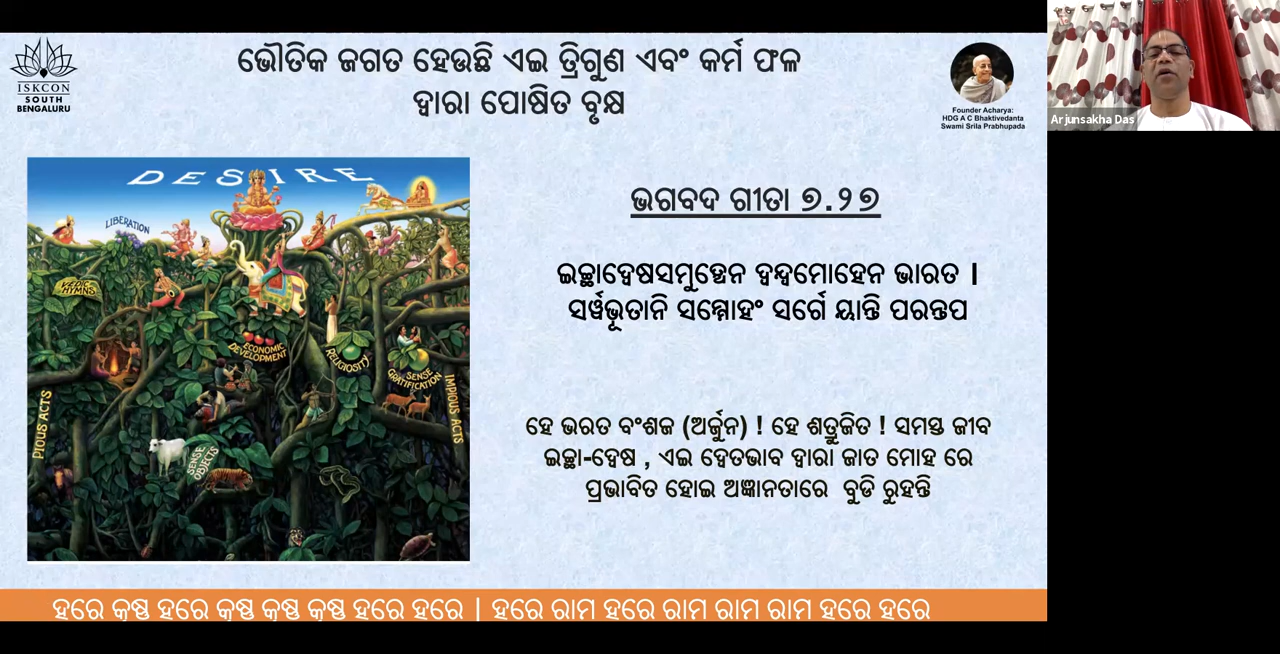 ISKCON
SOUTH
BENGALURU
ଭୌତିକ ଜଗତ ହେଉଛି ଏଇ ତ୍ରିଗୁଣ ଏବଂ କର୍ମ ଫଳ
ଦ୍ୱାରା ପୋଷିତ ବୃକ୍ଷ
Founder Acharya:
HDG A C Bhaktivedanta
Swami Srila Prabhupada
Arjunsakha Das
DESIRE
LIBERATION
VEDIC
HYMNS
ECONOMIC
DEVELOPMENT
RELIGIOSITY
SENSE
GRATIFICATION
PIOUS ACTS
IMPIOUS ACTS
SENSE
OBJECTS
ଭଗବଦ ଗୀତା ୭.୨୭
ଇଚ୍ଛାଦ୍ୱେଷସମୁତ୍ଥେନ ଦ୍ୱନ୍ଦ୍ୱମୋହେନ ଭାରତ ।
ସର୍ୱଭୂତାନି ସମ୍ମୋହଂ ସର୍ଗେ ୟାନ୍ତି ପରନ୍ତପ
ହେ ଭରତ ବଂଶଜ (ଅର୍ଜୁନ) ! ହେ ଶତ୍ରୁଜିତ ! ସମସ୍ତ ଜୀବ
ଇଚ୍ଛା-ଦ୍ୱେଷ , ଏଇ ଦ୍ୱେତଭାବ ଦ୍ୱାରା ଜାତ ମୋହ ରେ
ପ୍ରଭାବିତ ହୋଇ ଅଜ୍ଞାନତାରେ ବୁଡି ରୁହନ୍ତି
ହରେ କୃଷ୍ଣ ହରେ କୃଷ୍ଣ କୃଷ୍ଣ କୃଷ୍ଣ ହରେ ହରେ | ହରେ ରାମ ହରେ ରାମ ରାମ ରାମ ହରେ ହରେ